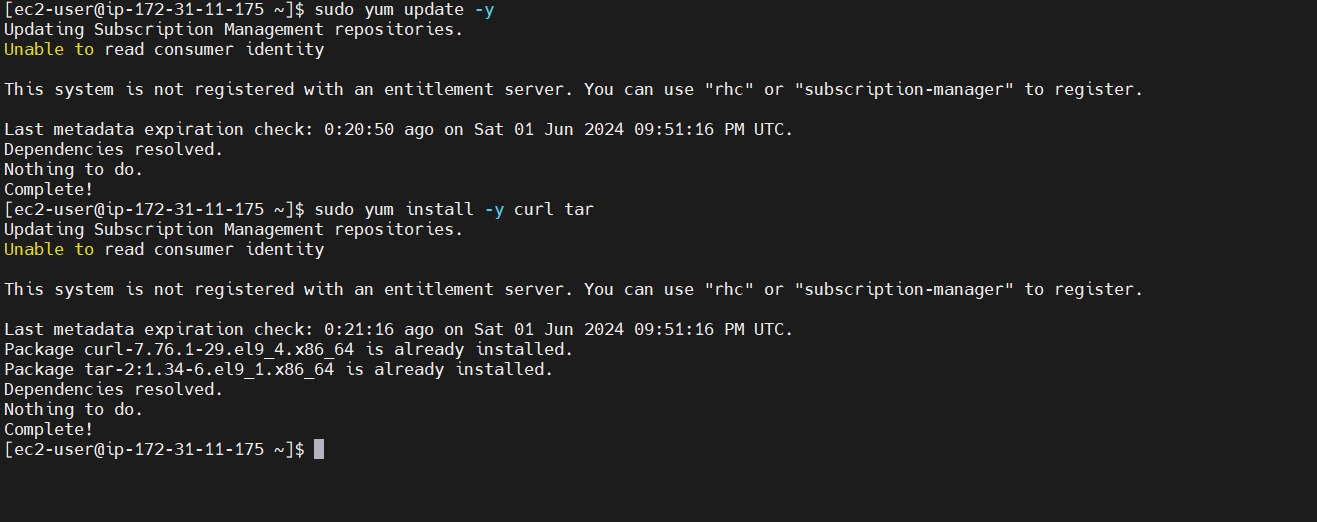 [ec2-user@ip-172-31-11-175 ~]$ sudo yum update -y
Updating Subscription Management repositories.
Unable to read consumer identity
This system is not registered with an entitlement server. You can use "rhc" or "subscription-manager" to register.
Last metadata expiration check: 0:20:50 ago on Sat 01 Jun 2024 09:51:16 PM UTC.
Dependencies resolved.
Nothing to do.
Complete!
[ec2-user@ip-172-31-11-175 ~]$ sudo yum install -y curl tar
Updating Subscription Management repositories.
Unable to read consumer identity
This system is not registered with an entitlement server. You can use "rhc" or "subscription-manager" to register.
Last metadata expiration check: 0:21:16 ago on Sat 01 Jun 2024 09:51:16 PM UTC.
Package curl-7.76.1-29.el9_4.x86_64 is already installed.
Package tar-2:1.34-6.el9_1.x86_64 is already installed.
Dependencies resolved.
Nothing to do.
Complete!
[ec2-user@ip-172-31-11-175 ~]$